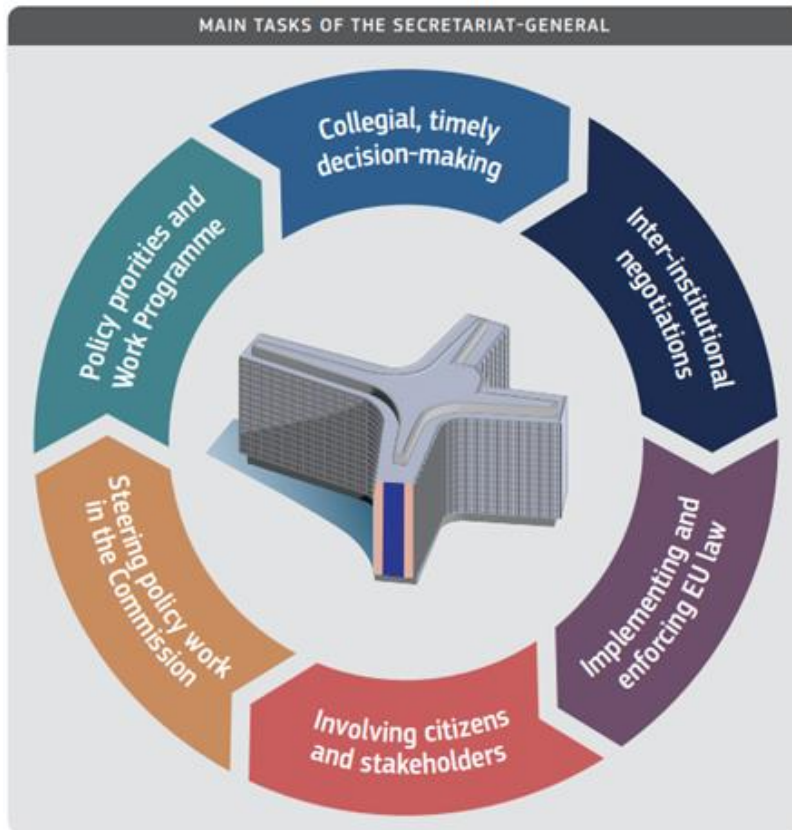 MAIN TASKS OF THE SECRETARIAT-GENERAL
Collegial, timely
decision-making
Inter-institutional
negotiations
Implementing and
enforcing EU law
Involving citizens
and stakeholders
Steering policy work
in the Commission
Policy prorities and
Work Programme